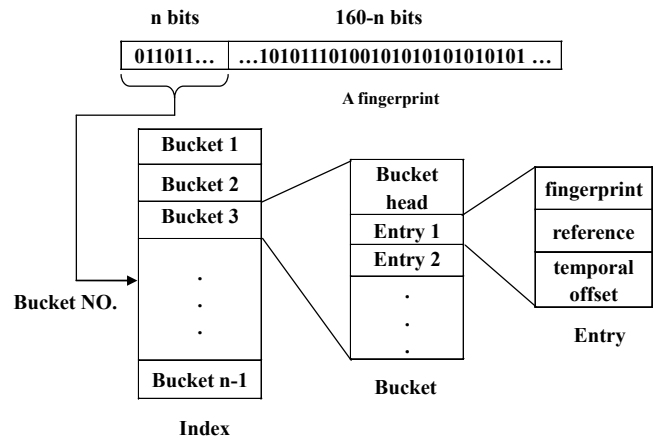 n bits
160-n bits
011011…
…10101110100101010101010101 …
A fingerprint
Bucket 1
Bucket 2
Bucket 3
.
.
.
.
Bucket n-1
Bucket NO.
Index
Bucket
head
Entry 1
Entry 2
.
.
.
Bucket
fingerprint
reference
temporal
offset
Entry